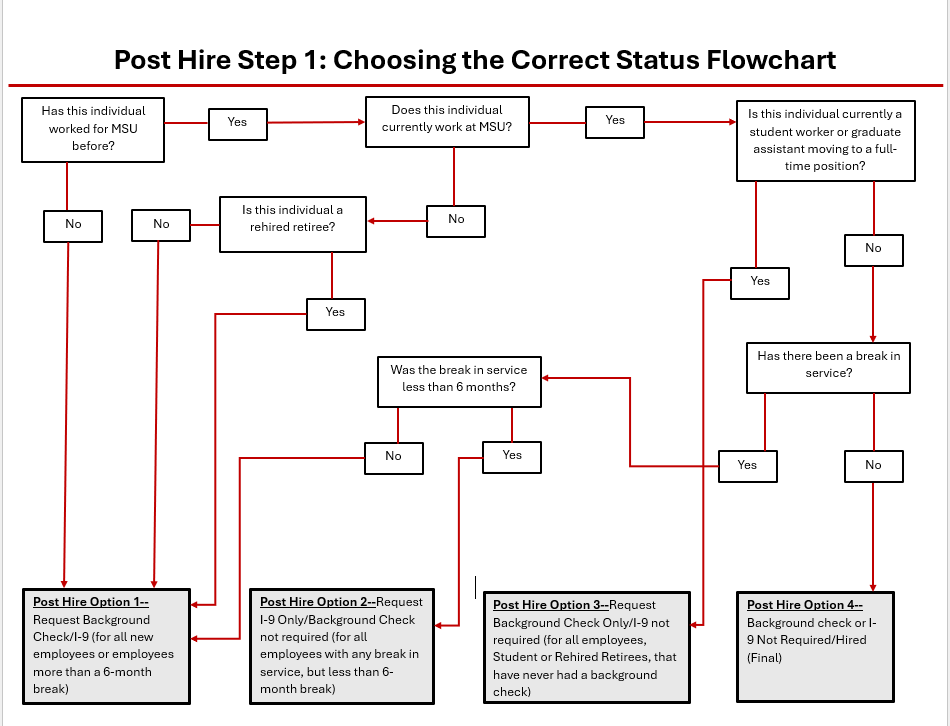 Post Hire Step 1: Choosing the Correct Status Flowchart
Has this individual
worked for MSU
before?
Yes
Does this individual
currently work at MSU?
Yes
Is this individual currently a
student worker or graduate
assistant moving to a full-
time position?
No
No
Is this individual a
rehired retiree?
No
No
Yes
Yes
Was the break in service
less than 6 months?
Has there been a break in
service?
No
Yes
Yes
No
Post Hire Option 1--
Request Background
Check/I-9 (for all new
employees or employees
more than a 6-month
break)
Post Hire Option 2--Request
I-9 Only/Background Check
not required (for all
employees with any break in
service, but less than 6-
month break)
Post Hire Option 3--Request
Background Check Only/I-9 not
required (for all employees,
Student or Rehired Retirees, that
have never had a background
check)
Post Hire Option 4--
Background check or I-
9 Not Required/Hired
(Final)